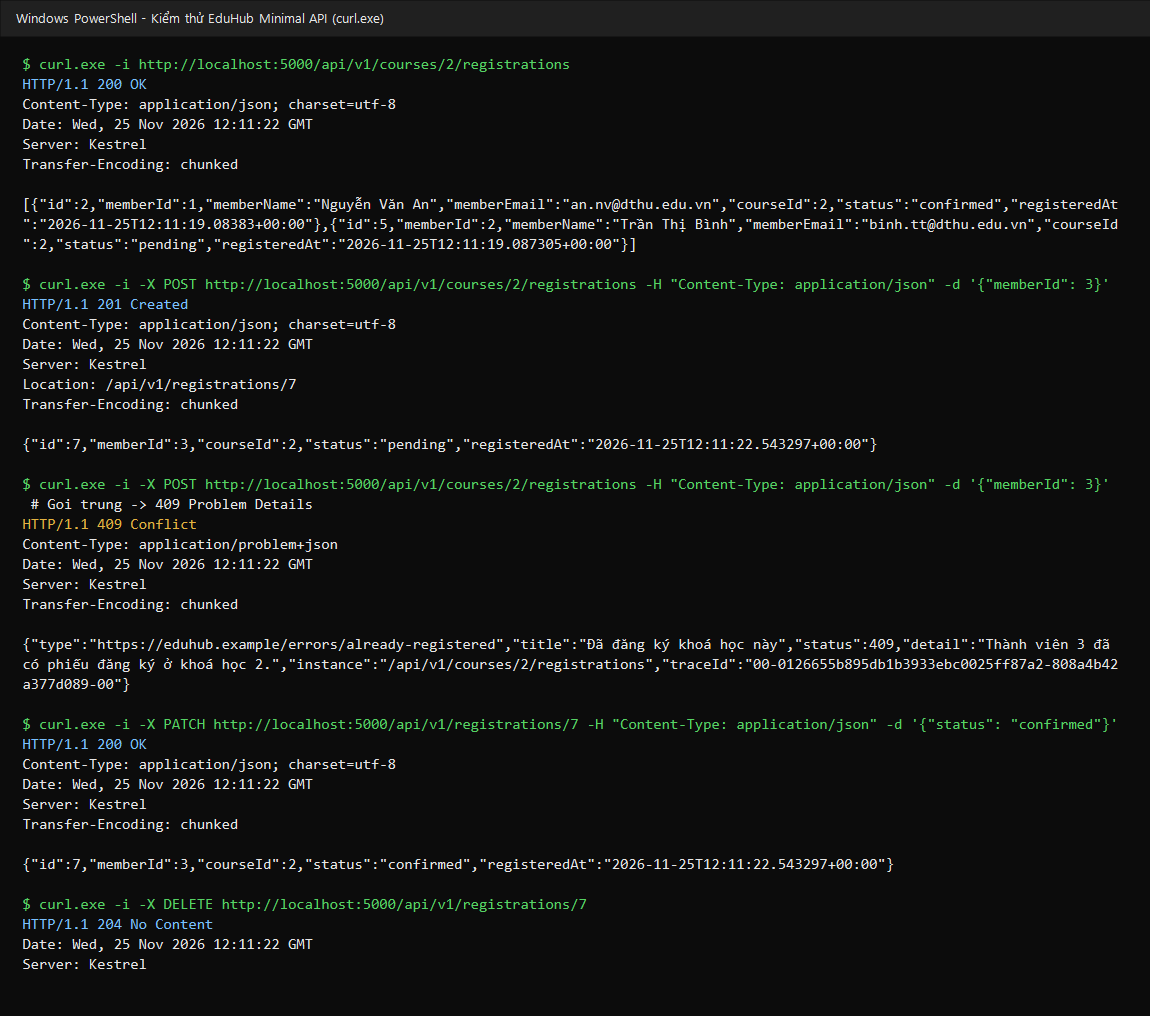 Windows PowerShell - Kiểm thử EduHub Minimal API (curl.exe)
$ curl.exe -i http://localhost:5000/api/v1/courses/2/registrations
HTTP/1.1 200 OK
Content-Type: application/json; charset=utf-8
Date: Wed, 25 Nov 2026 12:11:22 GMT
Server: Kestrel
Transfer-Encoding: chunked
[{"id":2,"memberId":1,"memberName":"Nguyễn Văn An","memberEmail":"an.nv@dthu.edu.vn","courseId":2,"status":"confirmed","registeredAt
":"2026-11-25T12:11:19.08383+00:00"},{"id":5,"memberId":2,"memberName":"Trần Thị Bình","memberEmail":"binh.tt@dthu.edu.vn","courseId
":2,"status":"pending","registeredAt":"2026-11-25T12:11:19.087305+00:00"}]
$ curl.exe -i -X POST http://localhost:5000/api/v1/courses/2/registrations -H "Content-Type: application/json" -d '{"memberId": 3}'
HTTP/1.1 201 Created
Content-Type: application/json; charset=utf-8
Date: Wed, 25 Nov 2026 12:11:22 GMT
Server: Kestrel
Location: /api/v1/registrations/7
Transfer-Encoding: chunked
{"id":7,"memberId":3,"courseId":2,"status":"pending","registeredAt":"2026-11-25T12:11:22.543297+00:00"}
$ curl.exe -i -X POST http://localhost:5000/api/v1/courses/2/registrations -H "Content-Type: application/json" -d '{"memberId": 3}'
# Goi trung -> 409 Problem Details
HTTP/1.1 409 Conflict
Content-Type: application/problem+json
Date: Wed, 25 Nov 2026 12:11:22 GMT
Server: Kestrel
Transfer-Encoding: chunked
{"type":"https://eduhub.example/errors/already-registered","title":"Đã đăng ký khoá học này","status":409,"detail":"Thành viên 3 đã
có phiếu đăng ký ở khoá học 2.","instance":"/api/v1/courses/2/registrations","traceId":"00-0126655b895db1b3933ebc0025ff87a2-808a4b42
a377d089-00"}
$ curl.exe -i -X PATCH http://localhost:5000/api/v1/registrations/7 -H "Content-Type: application/json" -d '{"status": "confirmed"}'
HTTP/1.1 200 OK
Content-Type: application/json; charset=utf-8
Date: Wed, 25 Nov 2026 12:11:22 GMT
Server: Kestrel
Transfer-Encoding: chunked
{"id":7,"memberId":3,"courseId":2,"status":"confirmed","registeredAt":"2026-11-25T12:11:22.543297+00:00"}
$ curl.exe -i -X DELETE http://localhost:5000/api/v1/registrations/7
HTTP/1.1 204 No Content
Date: Wed, 25 Nov 2026 12:11:22 GMT
Server: Kestrel